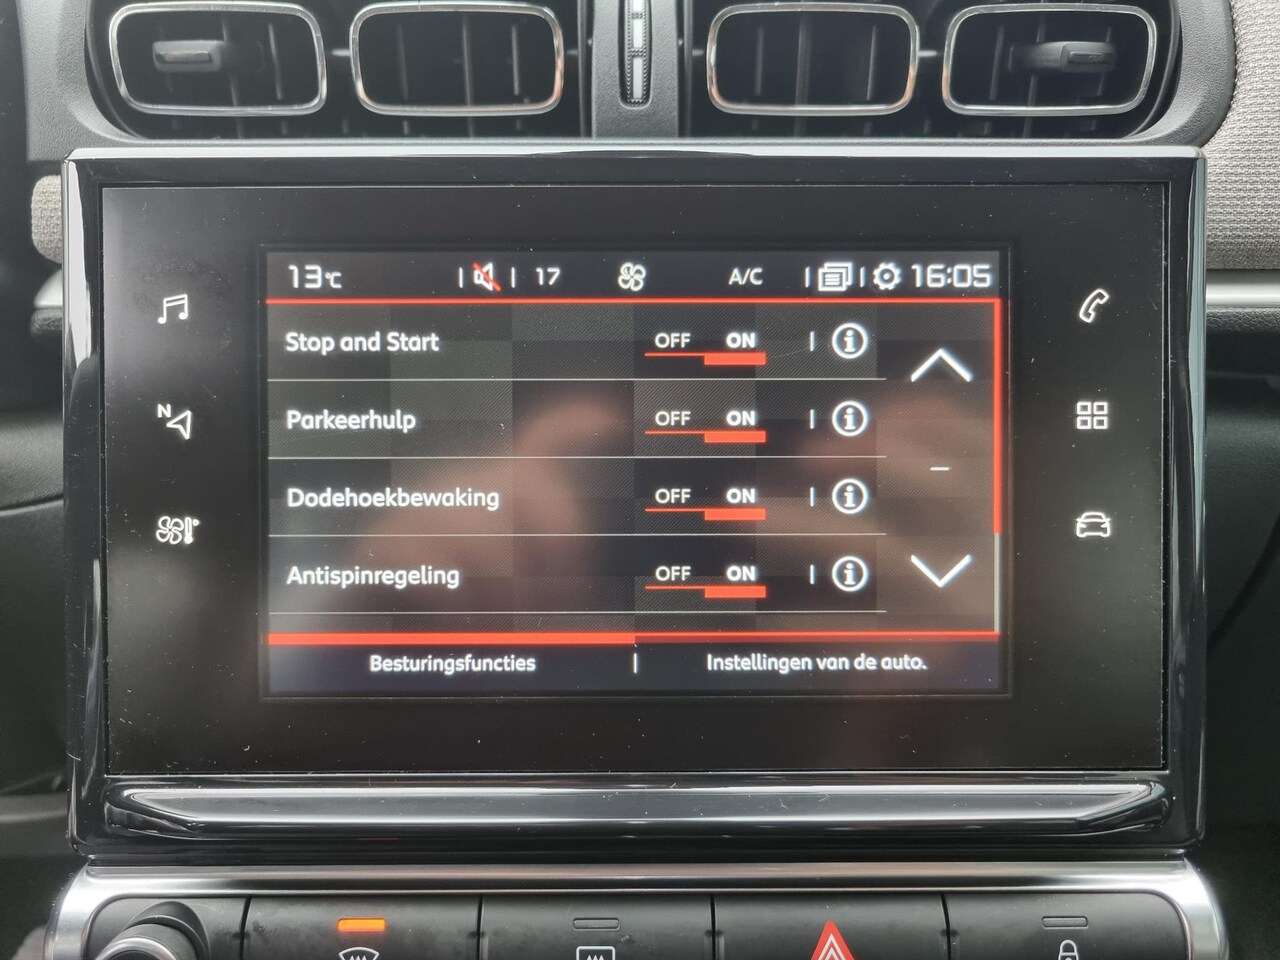 13°C 17 A/C 16:05
Stop and Start OFF ON
Parkeerhulp OFF ON
Dodehoekbewaking OFF ON
Antispinregeling OFF ON
Besturingsfuncties Instellingen van de auto.
N